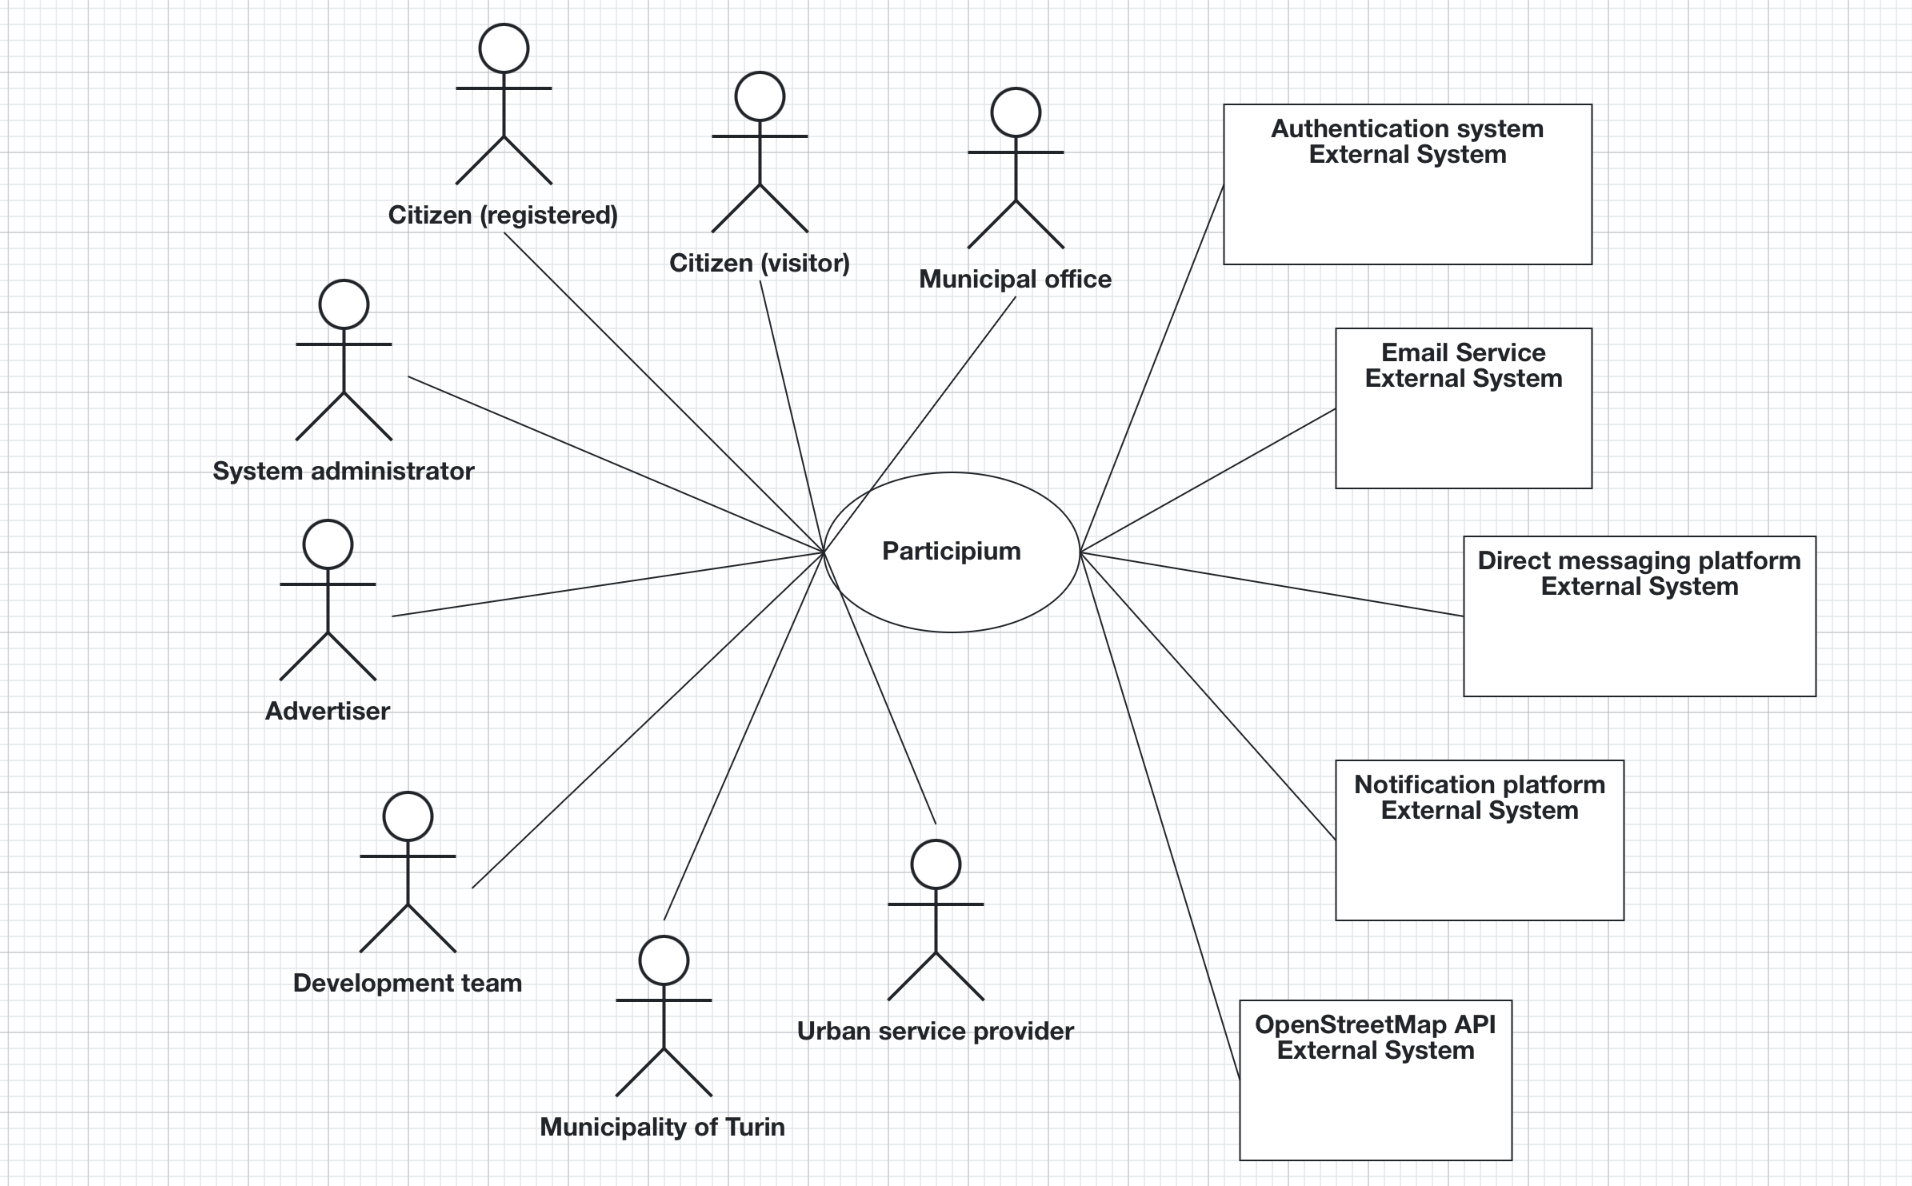 Citizen (registered)
Citizen (visitor)
Municipal office
Authentication system
External System
Email Service
External System
System administrator
Participium
Direct messaging platform
External System
Advertiser
Notification platform
External System
Development team
Urban service provider
OpenStreetMap API
External System
Municipality of Turin